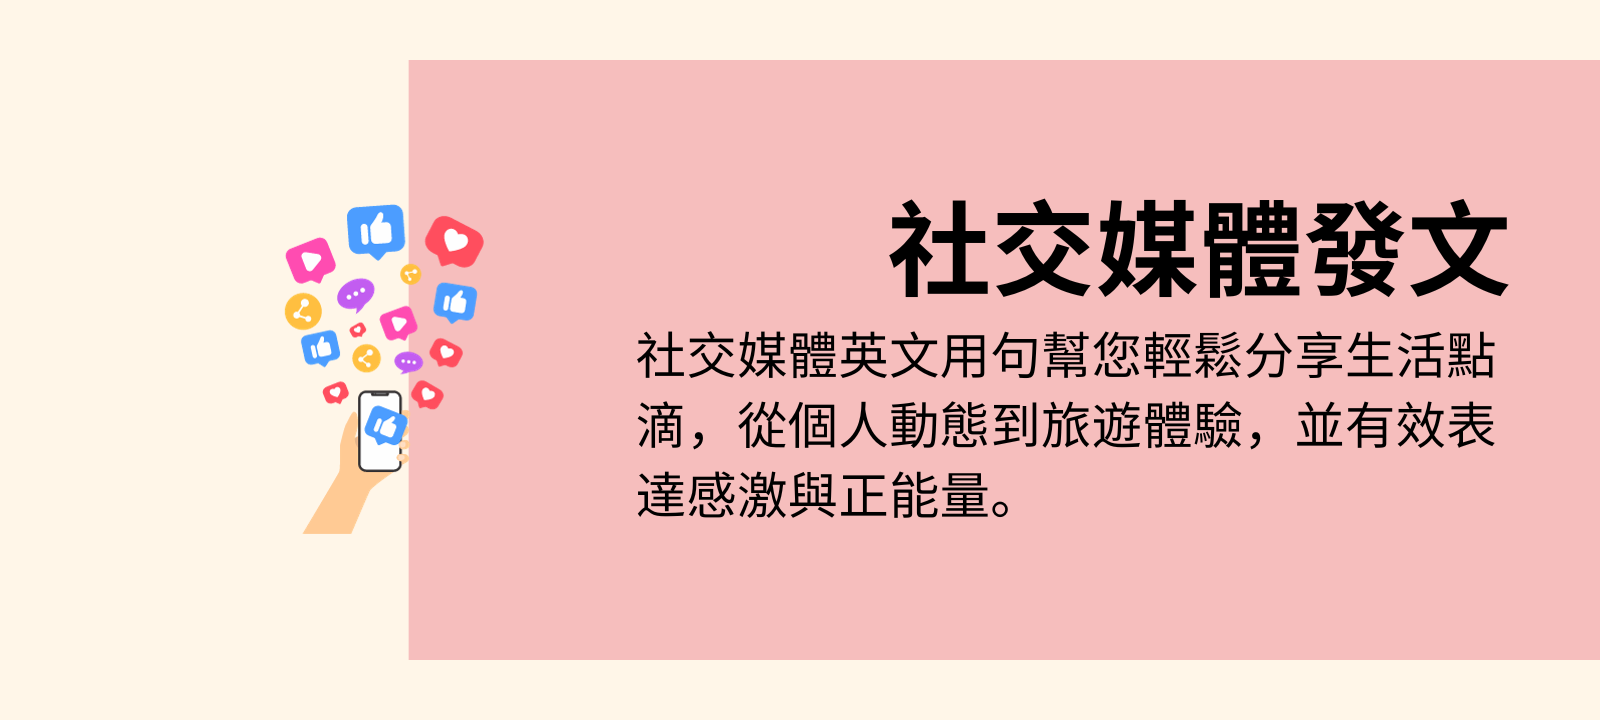 社交媒體發文
社交媒體英文用句幫您輕鬆分享生活點
滴，從個人動態到旅遊體驗，並有效表
達感激與正能量。